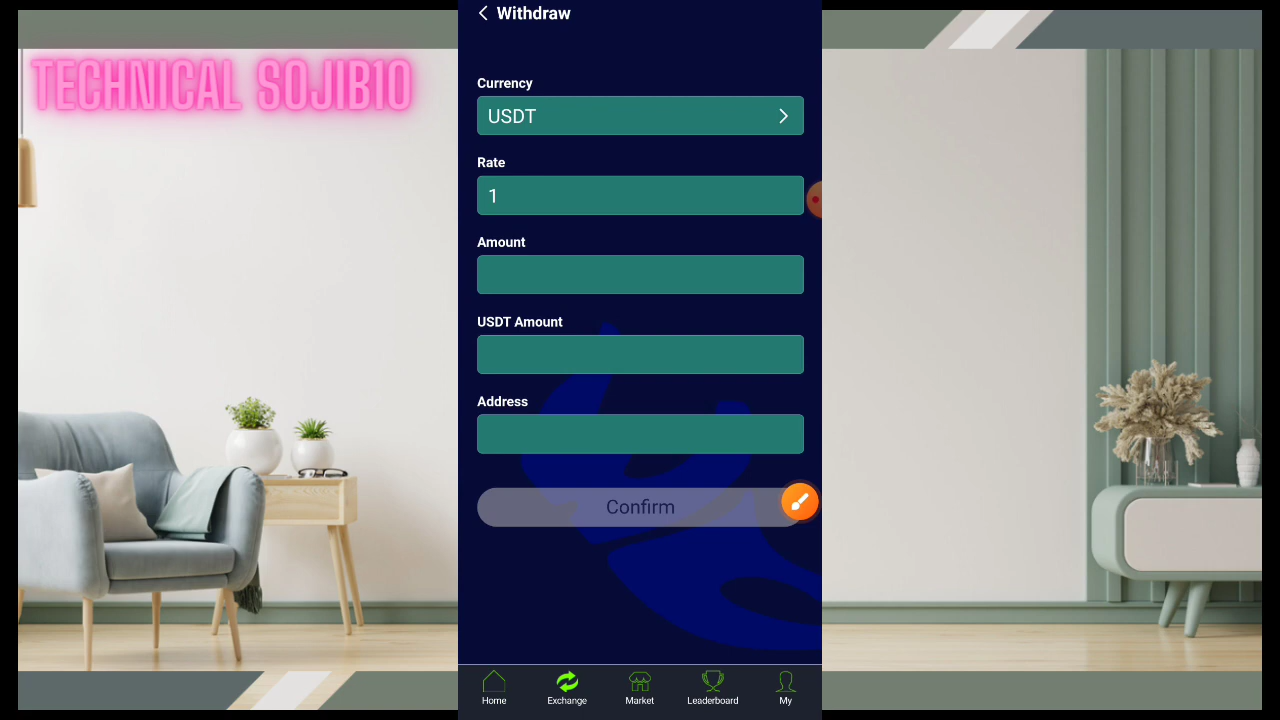 TECHNICAL SOJIB10
Withdraw
Currency
USDT
Rate
1
Amount
USDT Amount
Address
Confirm
Home
Exchange
Market
Leaderboard
My